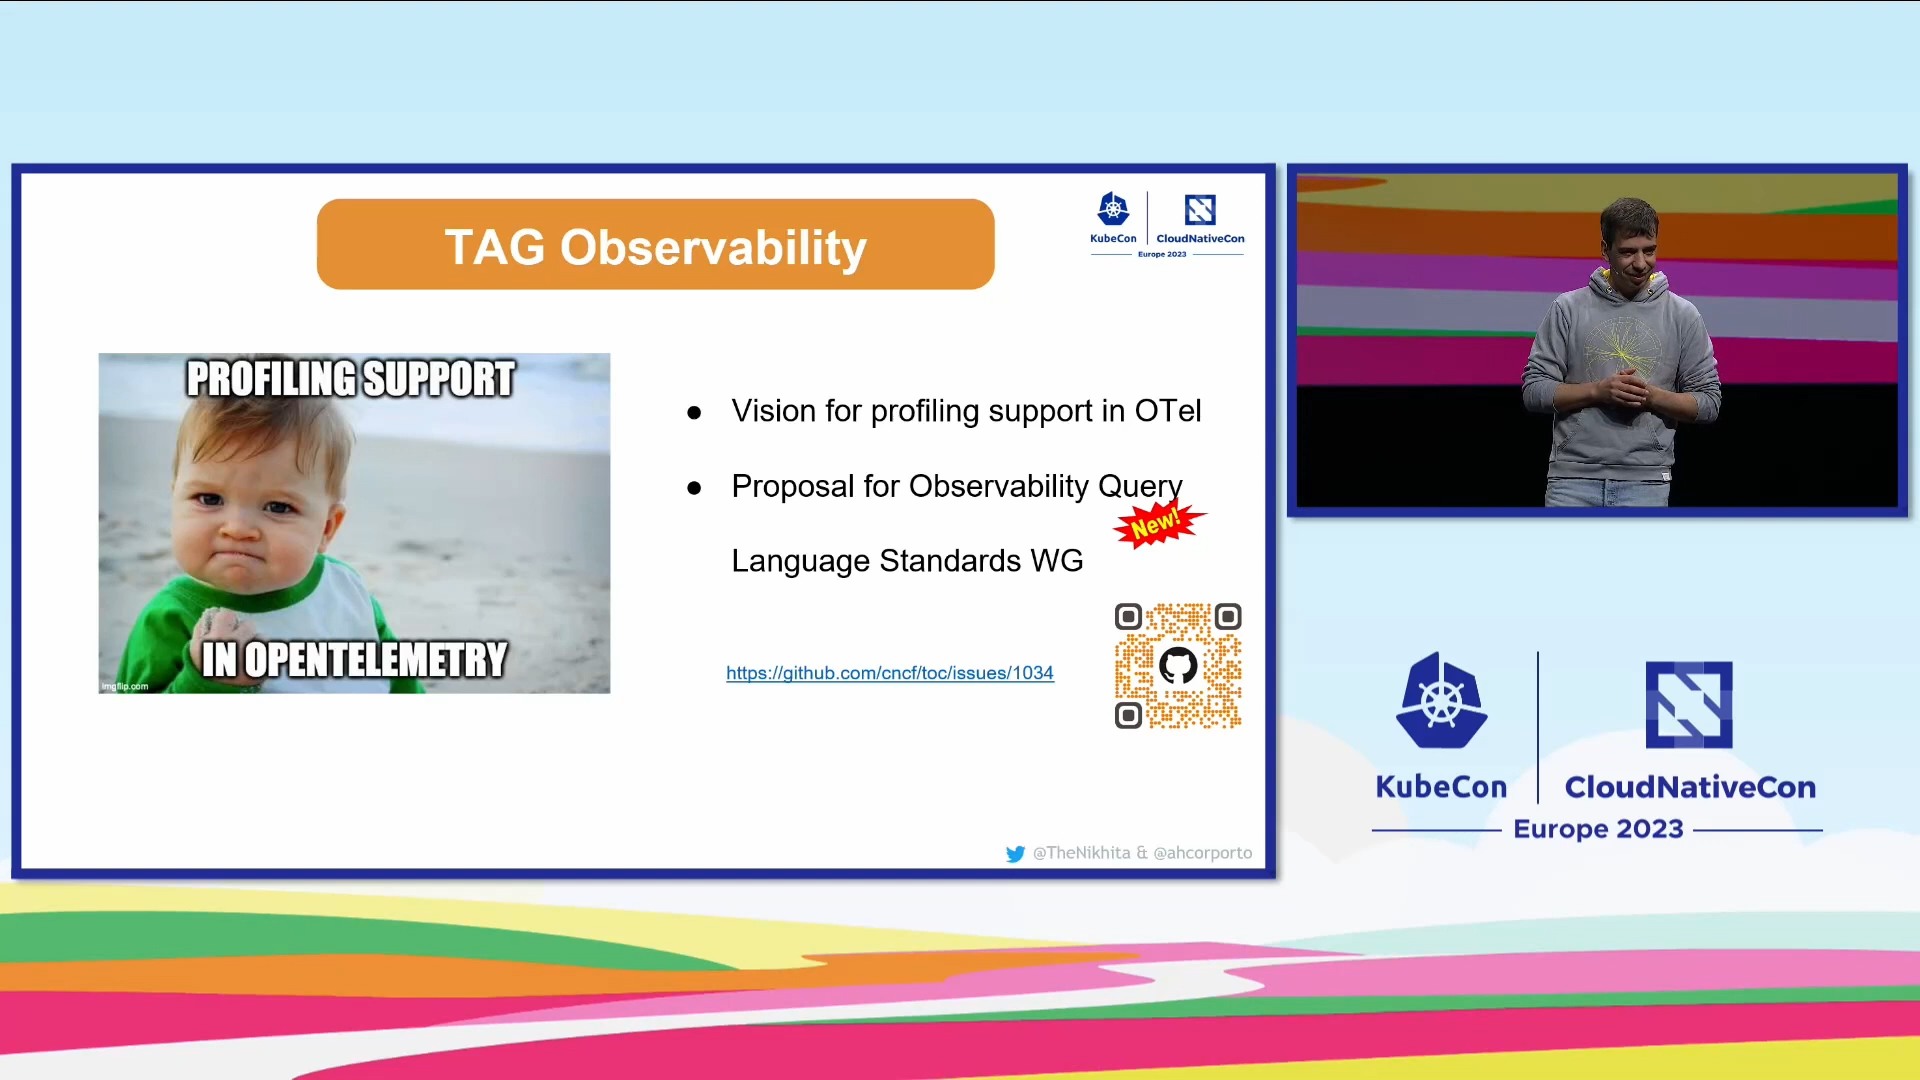 TAG Observability
KubeCon
CloudNativeCon
Europe 2023
PROFILING SUPPORT
IN OPENTELEMETRY
imgflip.com
● Vision for profiling support in OTel
● Proposal for Observability Query
New!
Language Standards WG
https://github.com/cncf/toc/issues/1034
@TheNikhita & @ahcorporto
KubeCon
CloudNativeCon
Europe 2023